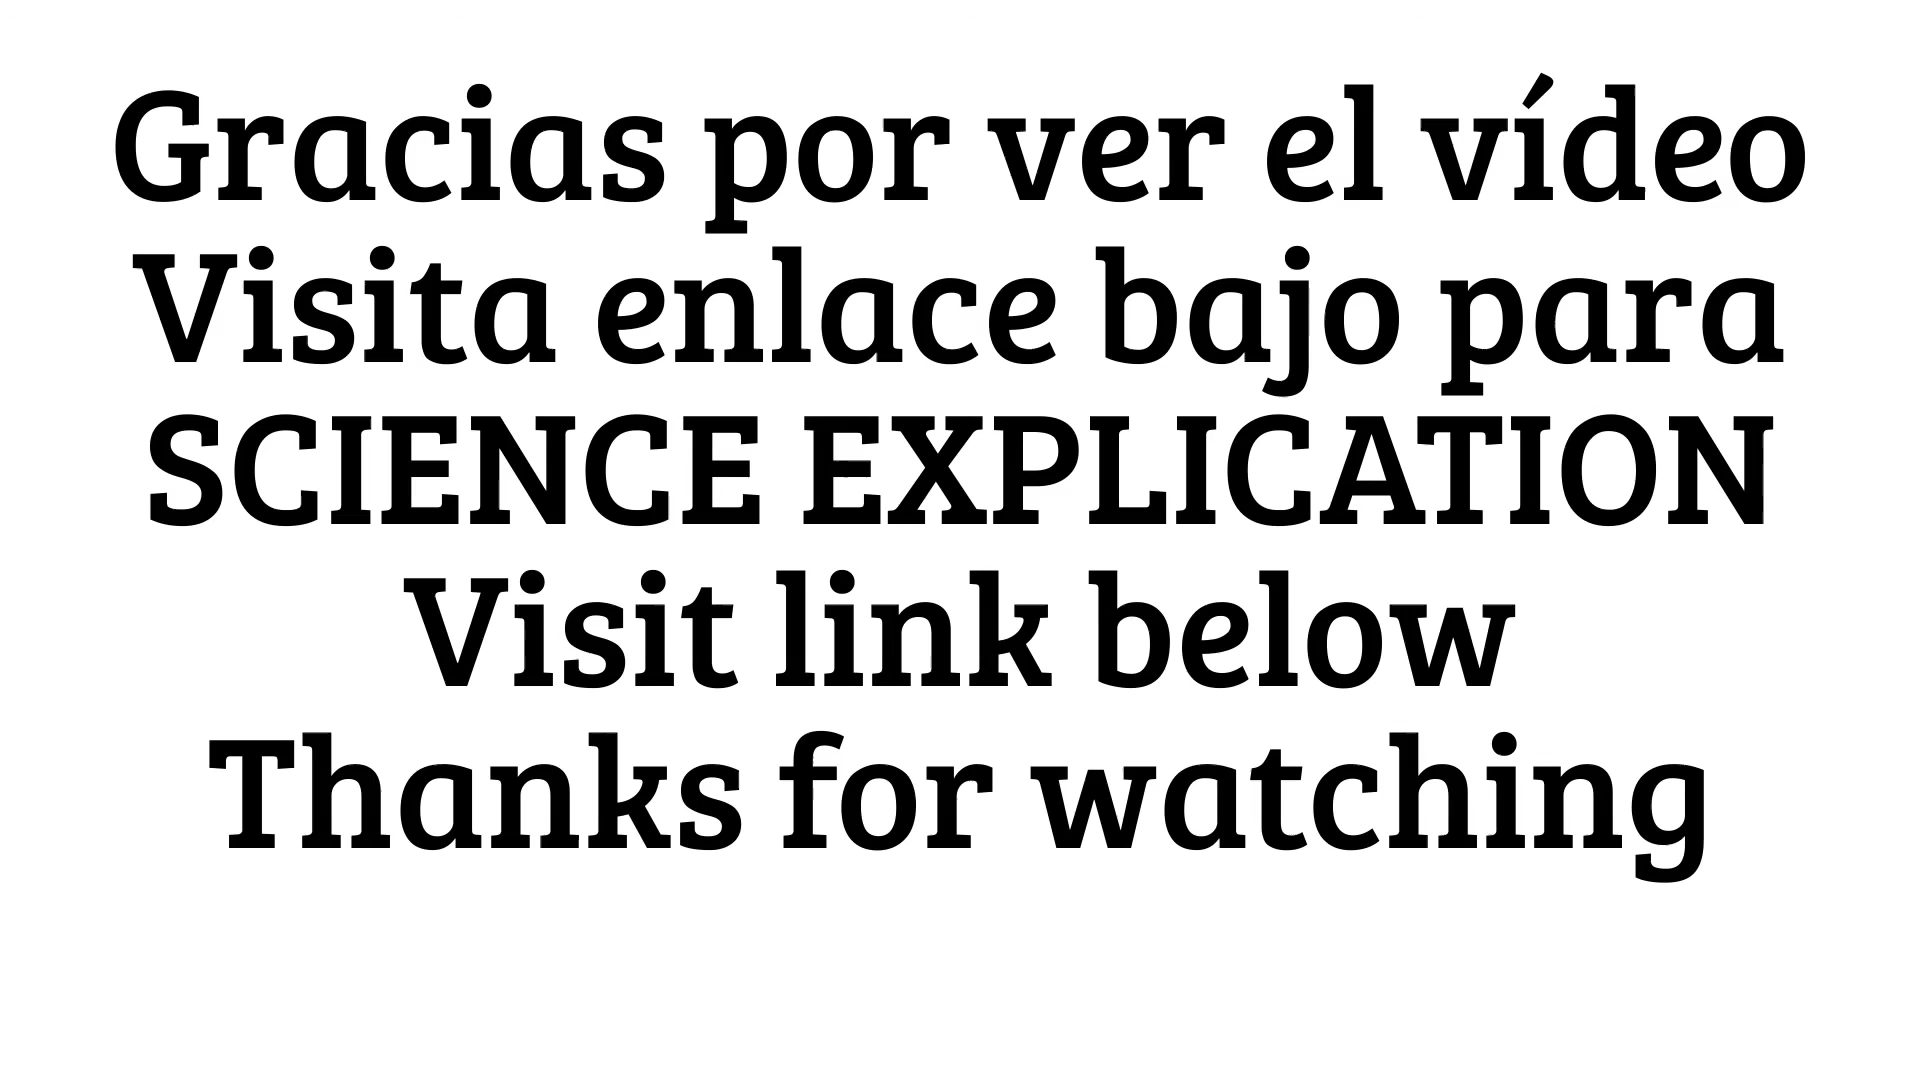 Gracias por ver el vídeo
Visita enlace bajo para
SCIENCE EXPLICATION
Visit link below
Thanks for watching